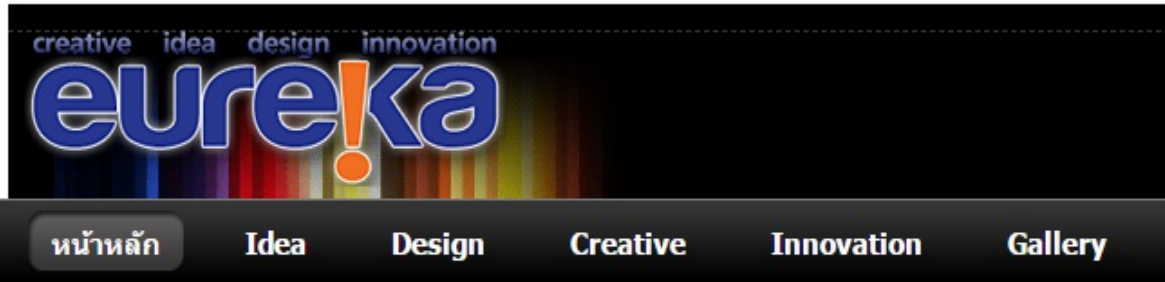 creative idea design innovation
eure!ka
หน้าหลัก Idea Design Creative Innovation Gallery